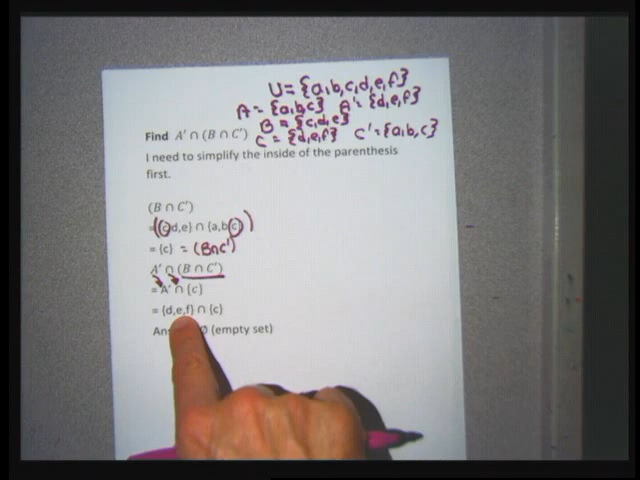 U = {a,b,c,d,e,f}
A = {a,b,c} A' = {d,e,f}
B = {c,d,e}
Find A' ∩ (B ∩ C') C = {d,e,f} C' = {a,b,c}
I need to simplify the inside of the parenthesis
first.
(B ∩ C')
= {c,d,e} ∩ {a,b,c}
= {c} = (B∩C')
A' ∩ (B ∩ C')
= A' ∩ {c}
= {d,e,f} ∩ {c}
∅ (empty set)